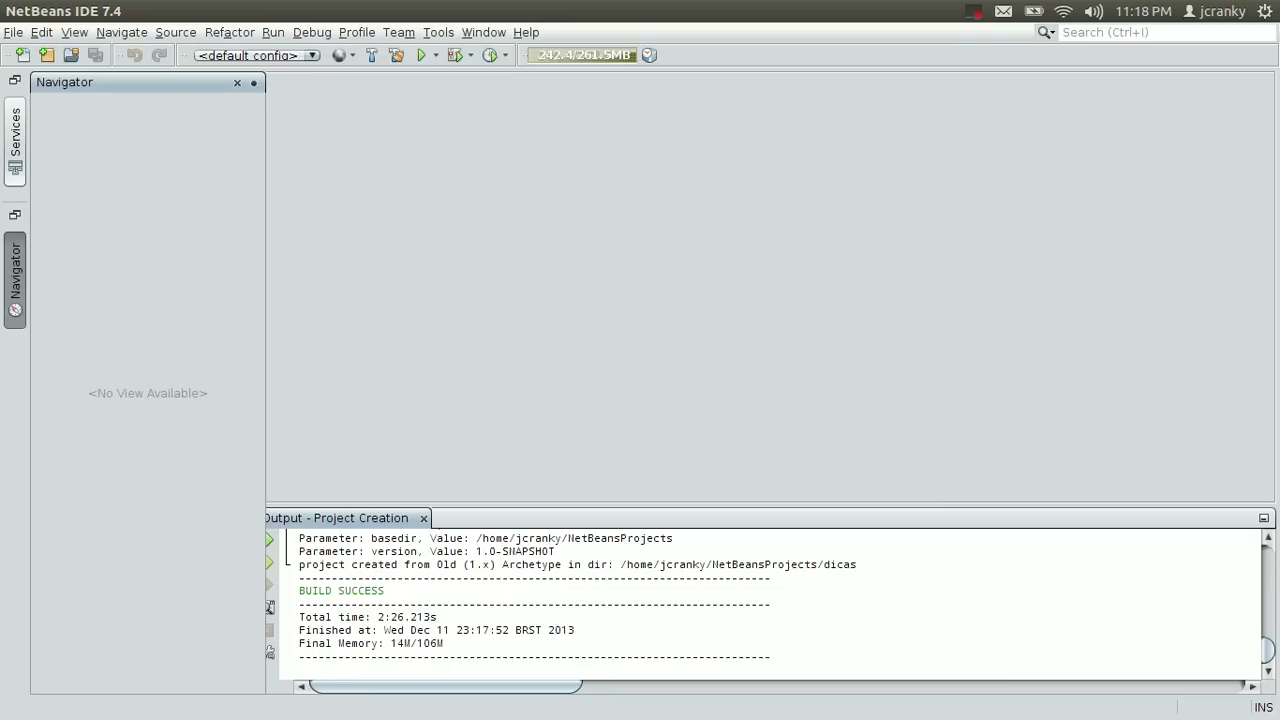 NetBeans IDE 7.4
11:18 PM jcranky
File Edit View Navigate Source Refactor Run Debug Profile Team Tools Window Help
Search (Ctrl+I)
<default config>
242.4/261.5MB
Navigator
Services
Navigator
<No View Available>
Output - Project Creation
Parameter: basedir, Value: /home/jcranky/NetBeansProjects
Parameter: version, Value: 1.0-SNAPSHOT
project created from Old (1.x) Archetype in dir: /home/jcranky/NetBeansProjects/dicas
------------------------------------------------------------------------
BUILD SUCCESS
------------------------------------------------------------------------
Total time: 2:26.213s
Finished at: Wed Dec 11 23:17:52 BRST 2013
Final Memory: 14M/106M
------------------------------------------------------------------------
INS